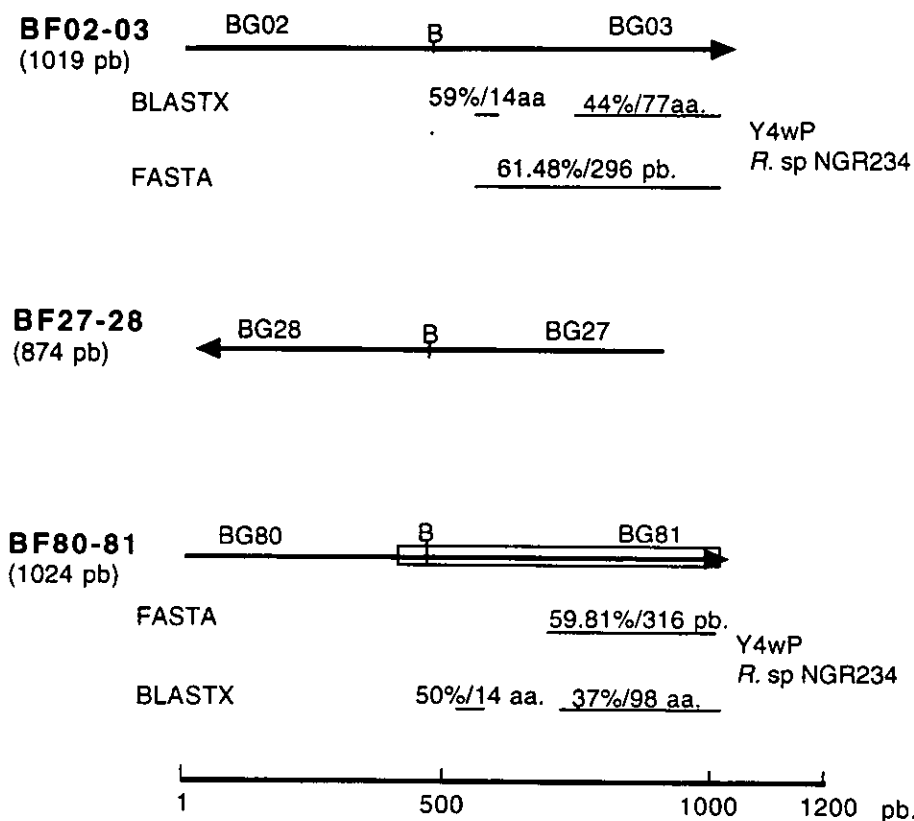 BF02-03
(1019 pb)
BG02
B
BG03
BLASTX
59%/14aa
44%/77aa.
FASTA
61.48%/296 pb.
Y4wP
R. sp NGR234
BF27-28
(874 pb)
BG28
B
BG27
BF80-81
(1024 pb)
BG80
B
BG81
FASTA
59.81%/316 pb.
BLASTX
50%/14 aa.
37%/98 aa.
Y4wP
R. sp NGR234
1
500
1000
1200
pb.